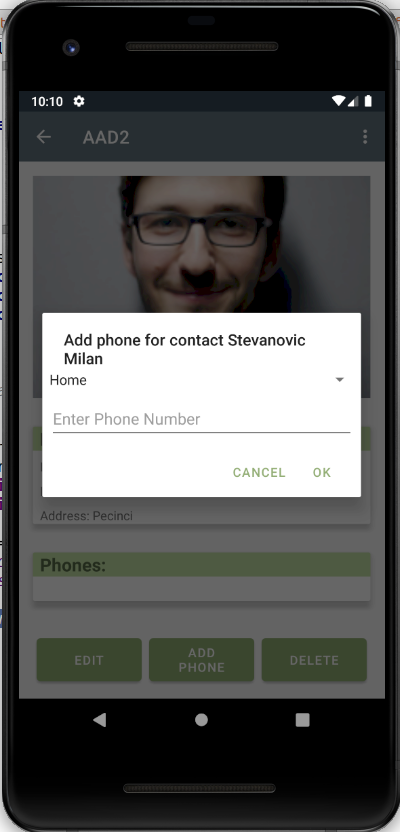 10:10
AAD2
Add phone for contact Stevanovic
Milan
Home
Enter Phone Number
CANCEL OK
Address: Pecinci
Phones:
EDIT
ADD
PHONE
DELETE